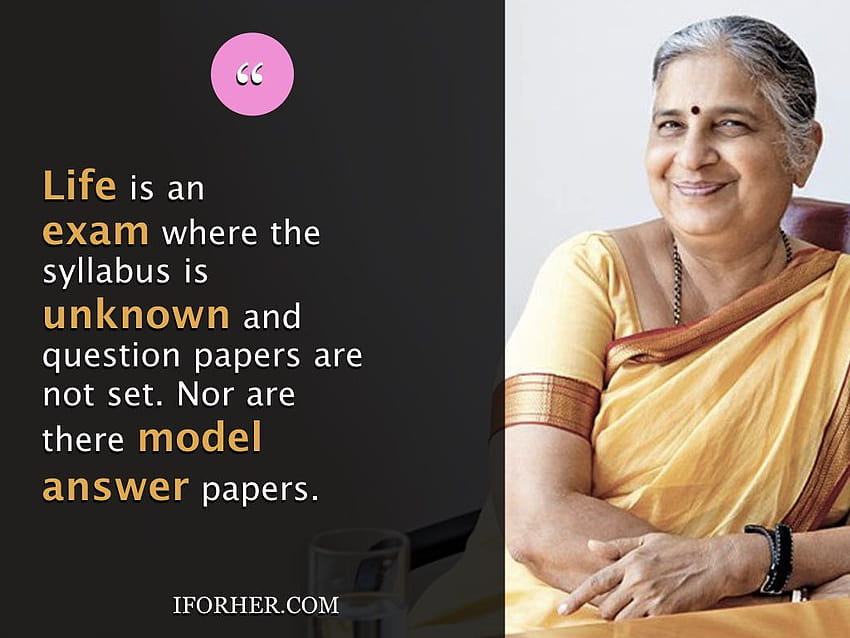 “
Life is an
exam where the
syllabus is
unknown and
question papers are
not set. Nor are
there model
answer papers.
IFORHER.COM